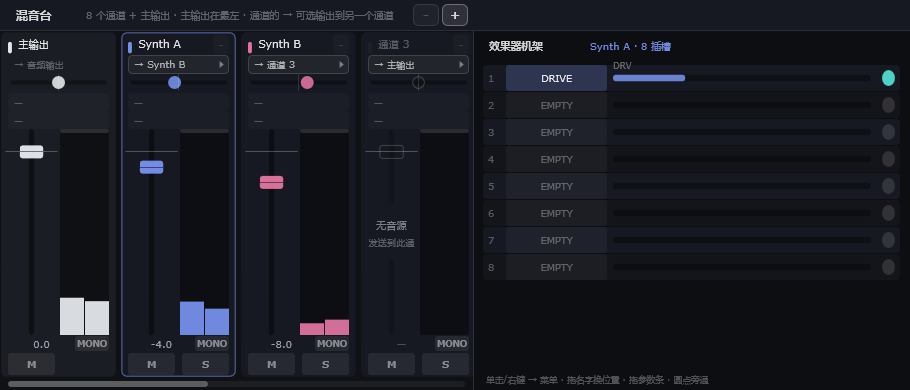 混音台
8 个通道 + 主输出 · 主输出在最左 · 通道的 → 可选输出到另一个通道
- +
主输出
→ 音频输出
—
—
0.0 MONO
M
Synth A -
→ Synth B ▸
—
—
-4.0 MONO
M S
Synth B -
→ 通道 3 ▸
—
—
-8.0 MONO
M S
通道 3 -
→ 主输出 ▸
—
—
无音源
发送到此通
— MONO
M S
效果器机架 Synth A · 8 插槽
1 DRIVE DRV
2 EMPTY
3 EMPTY
4 EMPTY
5 EMPTY
6 EMPTY
7 EMPTY
8 EMPTY
单击/右键 → 菜单 · 拖名字换位置 · 拖参数条 · 圆点旁通